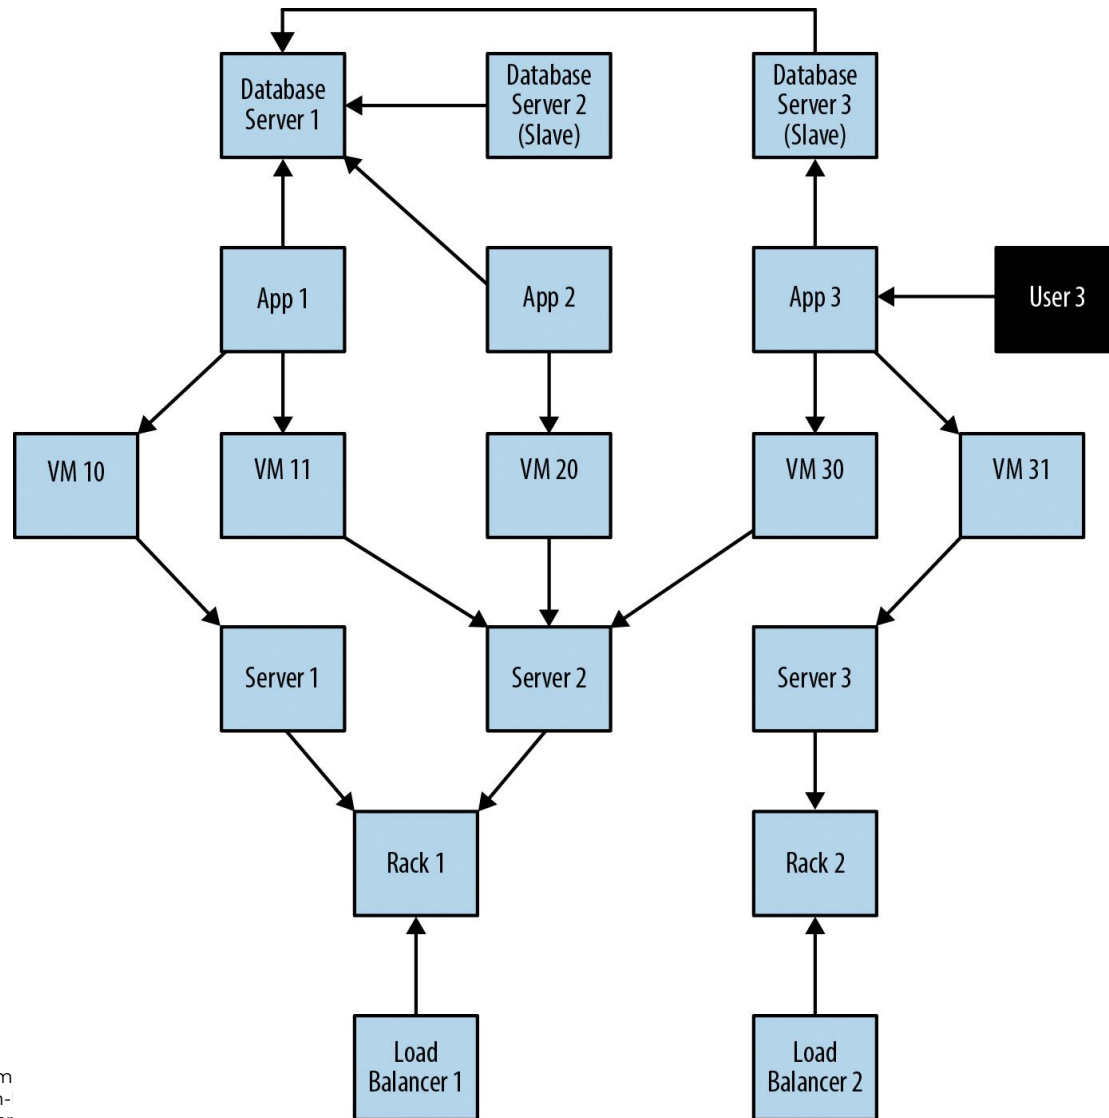 Database
Server 1
Database
Server 2
(Slave)
Database
Server 3
(Slave)
App 1
App 2
App 3
User 3
VM 10
VM 11
VM 20
VM 30
VM 31
Server 1
Server 2
Server 3
Rack 1
Rack 2
Load
Balancer 1
Load
Balancer 2